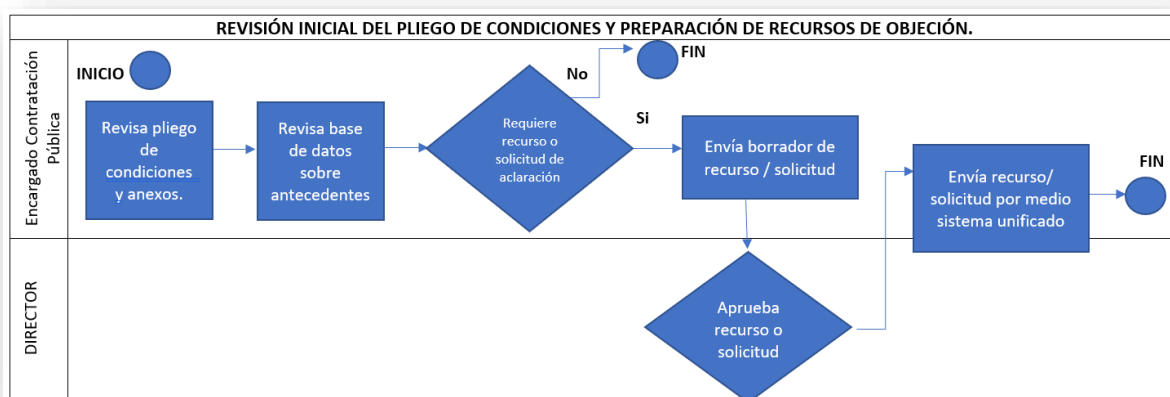 REVISIÓN INICIAL DEL PLIEGO DE CONDICIONES Y PREPARACIÓN DE RECURSOS DE OBJECIÓN.
Encargado Contratación
Pública
INICIO
Revisa pliego
de
condiciones
y anexos.
Revisa base
de datos
sobre
antecedentes
Requiere
recurso o
solicitud de
aclaración
No
FIN
Si
Envía borrador de
recurso / solicitud
Envía recurso/
solicitud por medio
sistema unificado
FIN
DIRECTOR
Aprueba
recurso o
solicitud